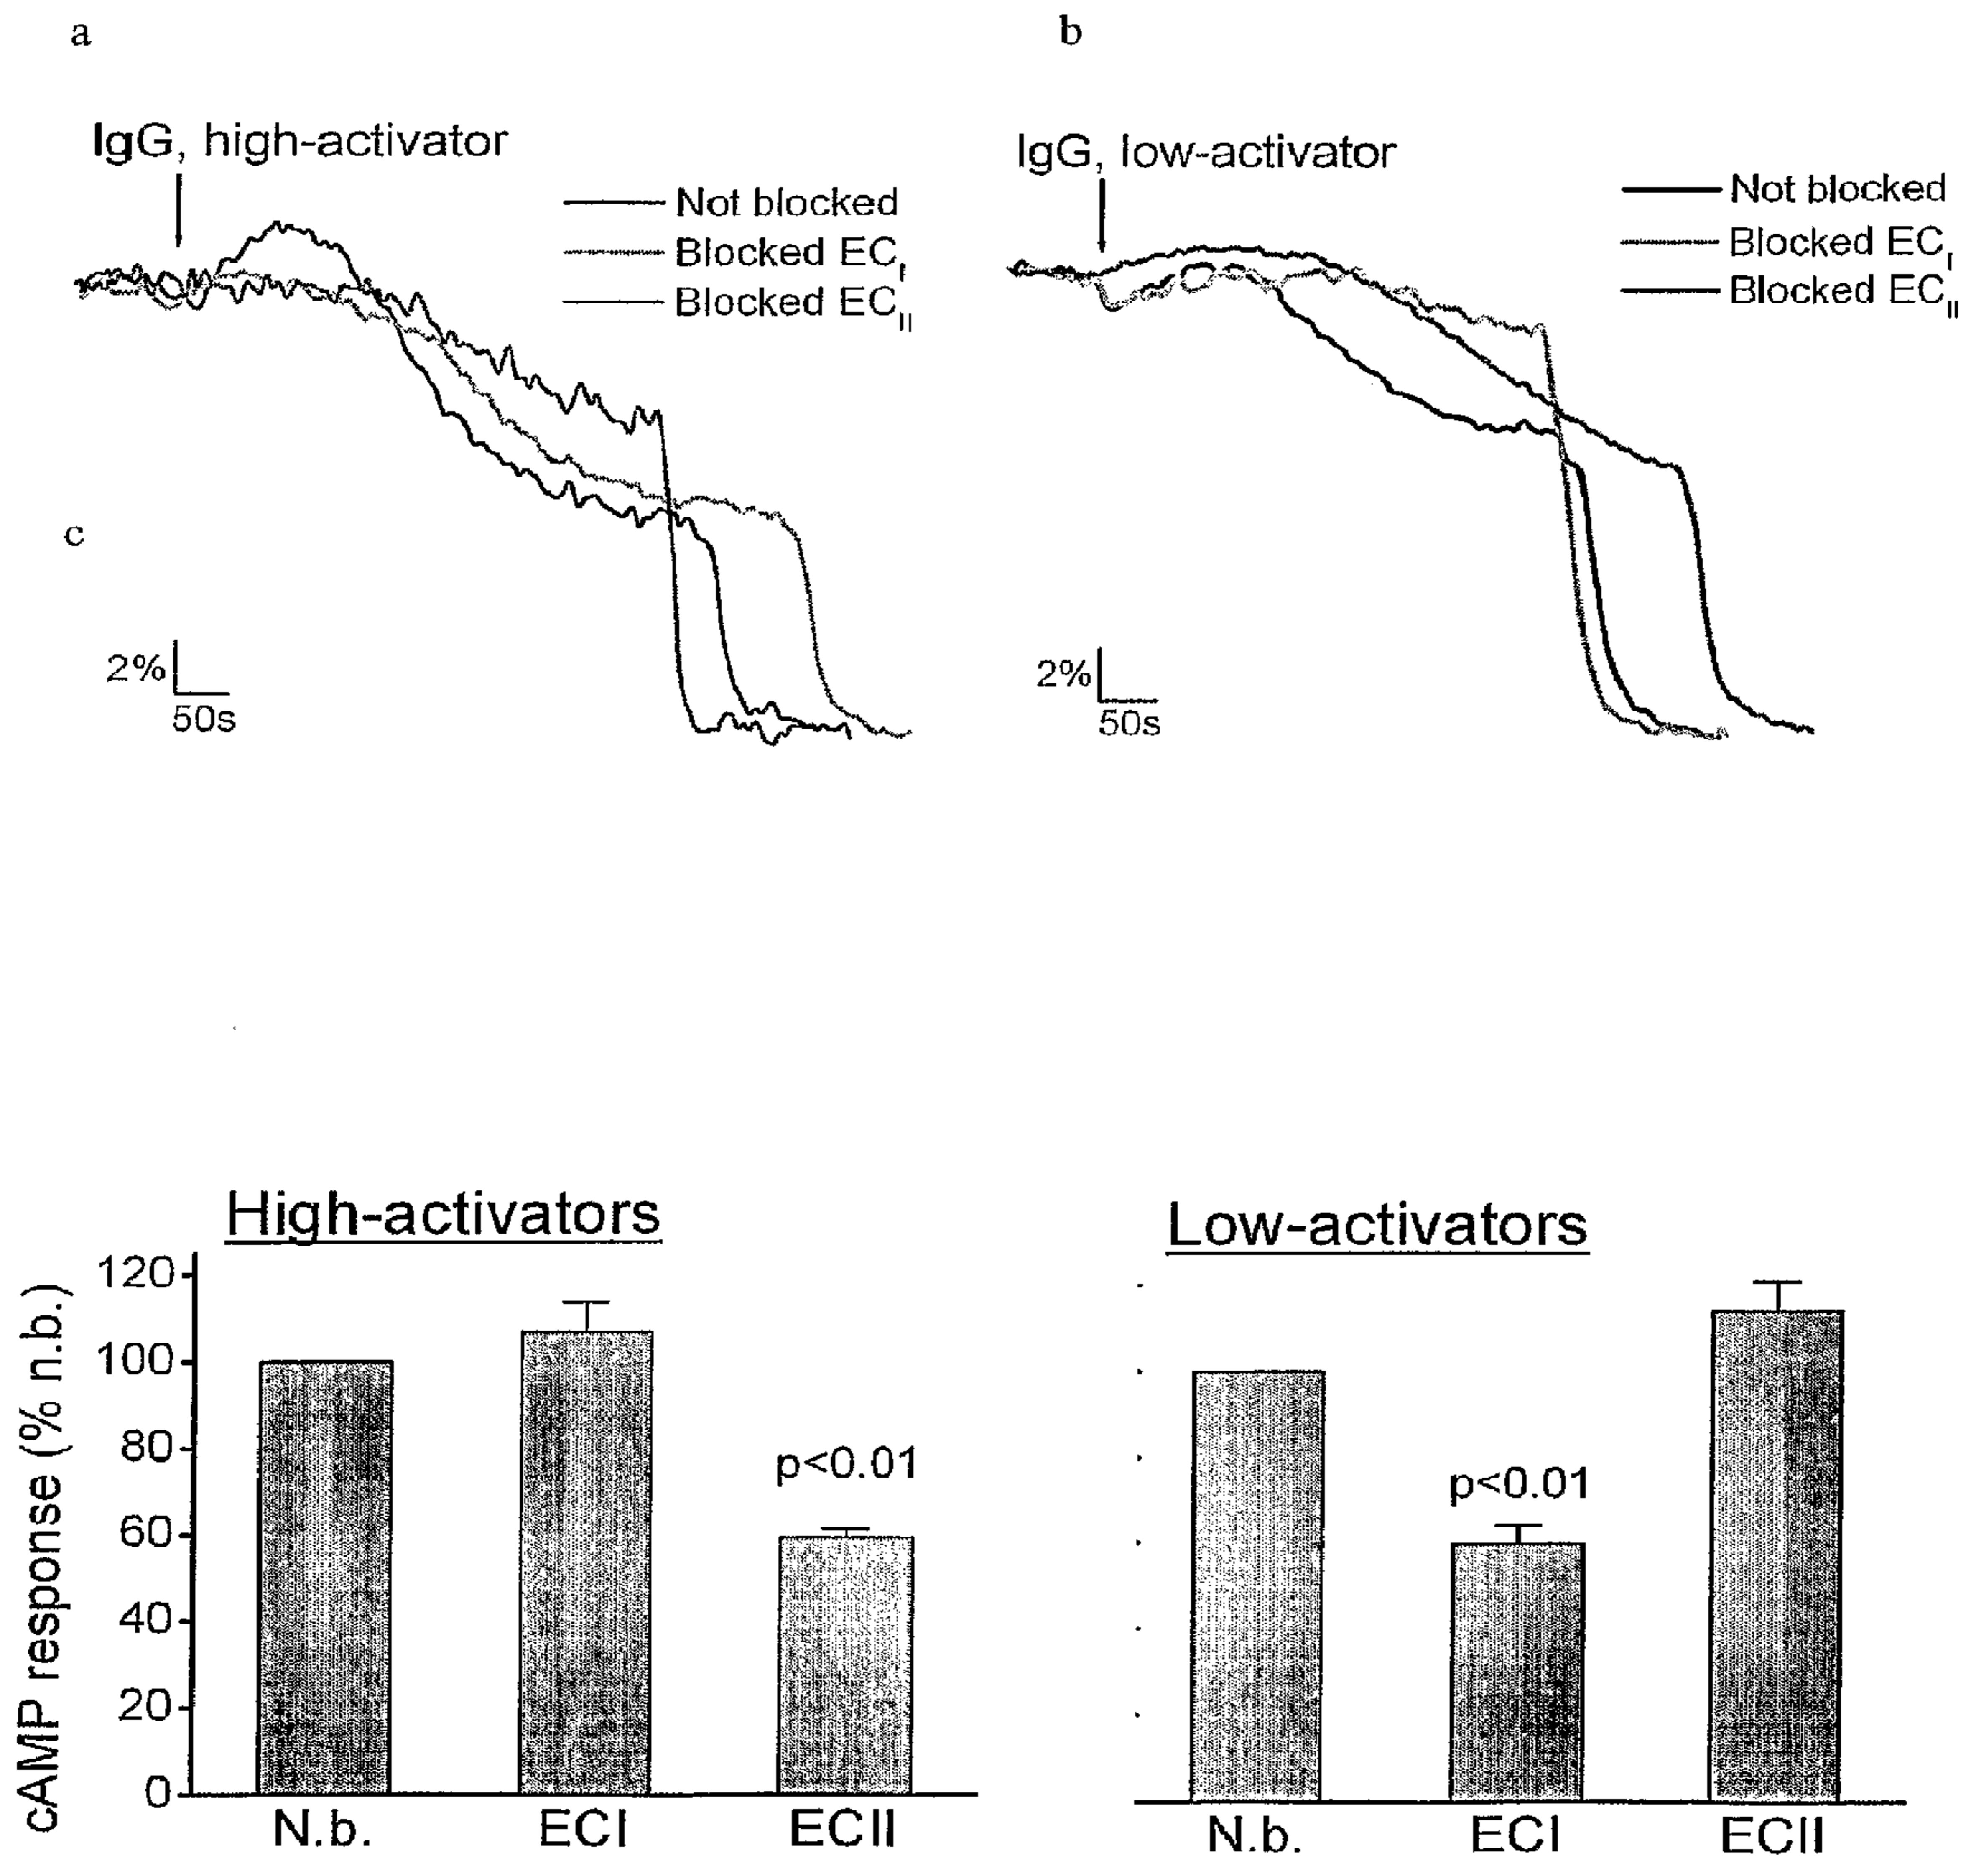 a
b
IgG, high-activator
Not blocked
Blocked EC_I
Blocked EC_II
IgG, low-activator
Not blocked
Blocked EC_I
Blocked EC_II
c
2%
50s
2%
50s
High-activators
Low-activators
cAMP response (% n.b.)
120
100
80
60
40
20
0
p<0.01
p<0.01
N.b.
ECI
ECII
N.b.
ECI
ECII